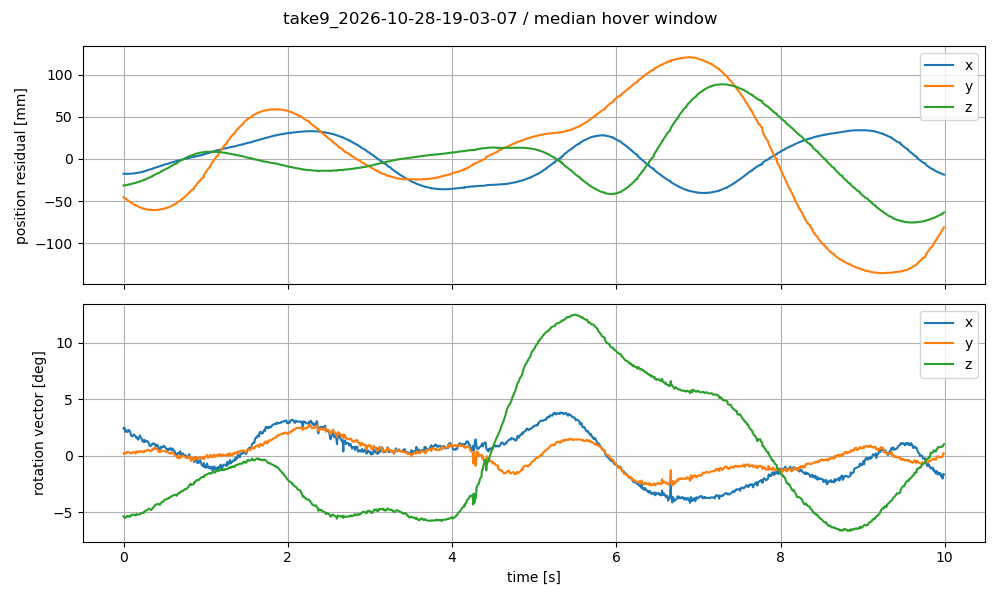 take9_2026-10-28-19-03-07 / median hover window
position residual [mm]
100
50
0
−50
−100
x
y
z
rotation vector [deg]
10
5
0
−5
x
y
z
0 2 4 6 8 10
time [s]